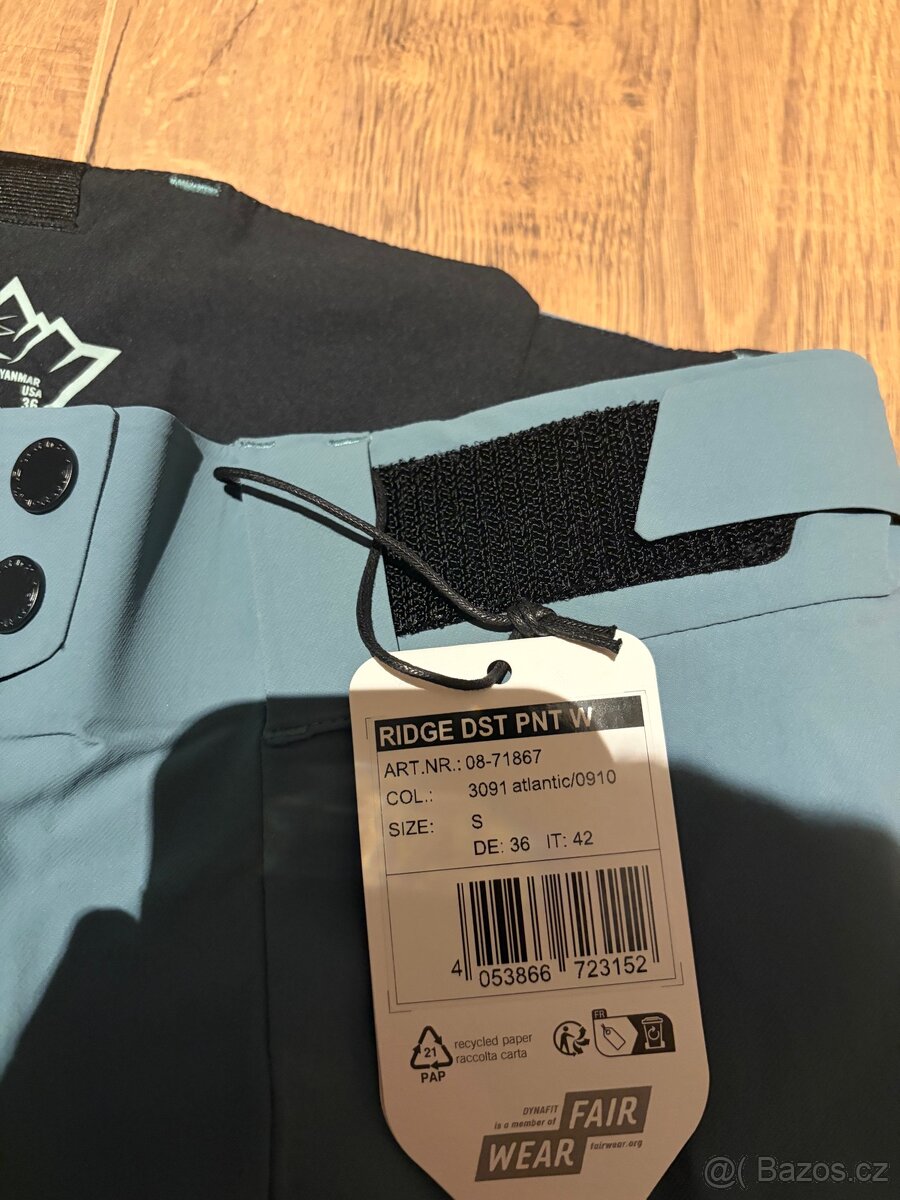 YANMAR
USA
36
RIDGE DST PNT W
ART.NR.: 08-71867
COL.: 3091 atlantic/0910
SIZE: S
DE: 36 IT: 42
4 053866 723152
FR
21
PAP
recycled paper
raccolta carta
DYNAFIT
is a member of
FAIR
WEAR
fairwear.org
@( Bazos.cz